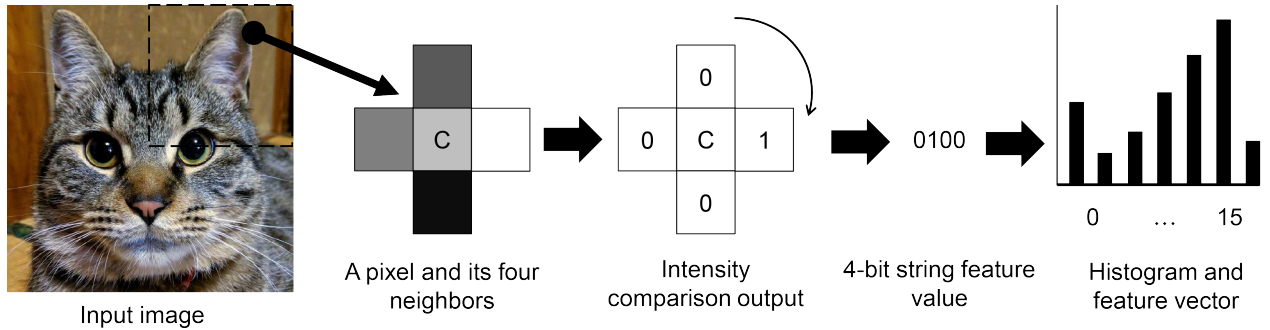 C
0
0 C 1
0
0100
0 ... 15
A pixel and its four
neighbors
Intensity
comparison output
4-bit string feature
value
Histogram and
feature vector
Input image